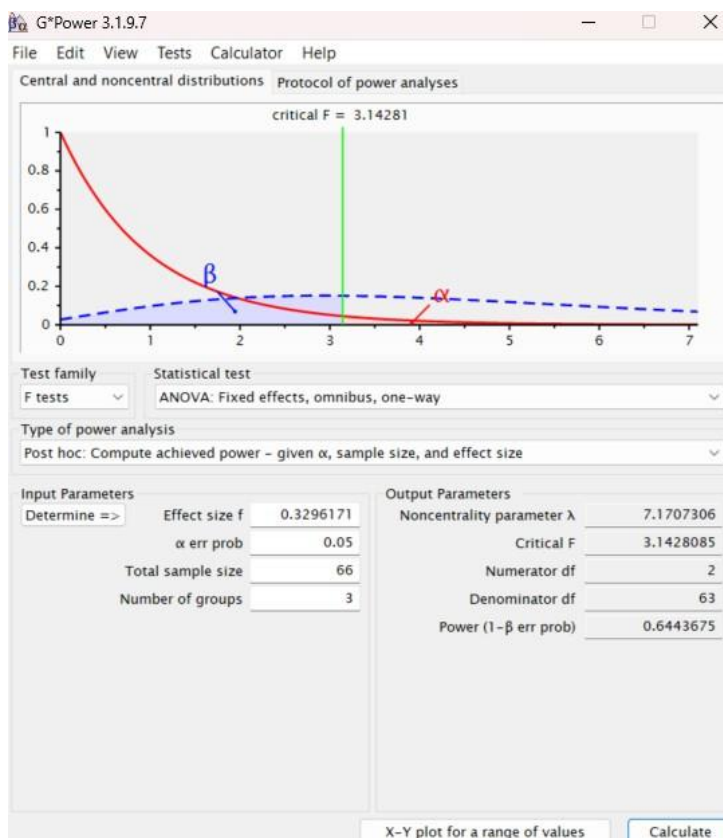 G*Power 3.1.9.7
File Edit View Tests Calculator Help
Central and noncentral distributions Protocol of power analyses
critical F = 3.14281
1
0.8
0.6
0.4
0.2
0
β
α
0 1 2 3 4 5 6 7
Test family Statistical test
F tests ANOVA: Fixed effects, omnibus, one-way
Type of power analysis
Post hoc: Compute achieved power – given α, sample size, and effect size
Input Parameters Output Parameters
Determine => Effect size f 0.3296171 Noncentrality parameter λ 7.1707306
α err prob 0.05 Critical F 3.1428085
Total sample size 66 Numerator df 2
Number of groups 3 Denominator df 63
Power (1-β err prob) 0.6443675
X-Y plot for a range of values Calculate